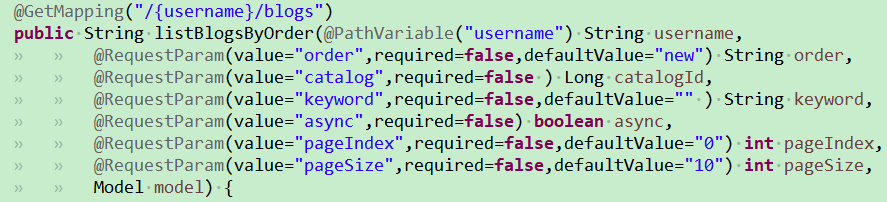 @GetMapping("/{username}/blogs")
public String listBlogsByOrder(@PathVariable("username") String username,
» » @RequestParam(value="order",required=false,defaultValue="new") String order,
» » @RequestParam(value="catalog",required=false ) Long catalogId,
» » @RequestParam(value="keyword",required=false,defaultValue="" ) String keyword,
» » @RequestParam(value="async",required=false) boolean async,
» » @RequestParam(value="pageIndex",required=false,defaultValue="0") int pageIndex,
» » @RequestParam(value="pageSize",required=false,defaultValue="10") int pageSize,
» » Model model) {